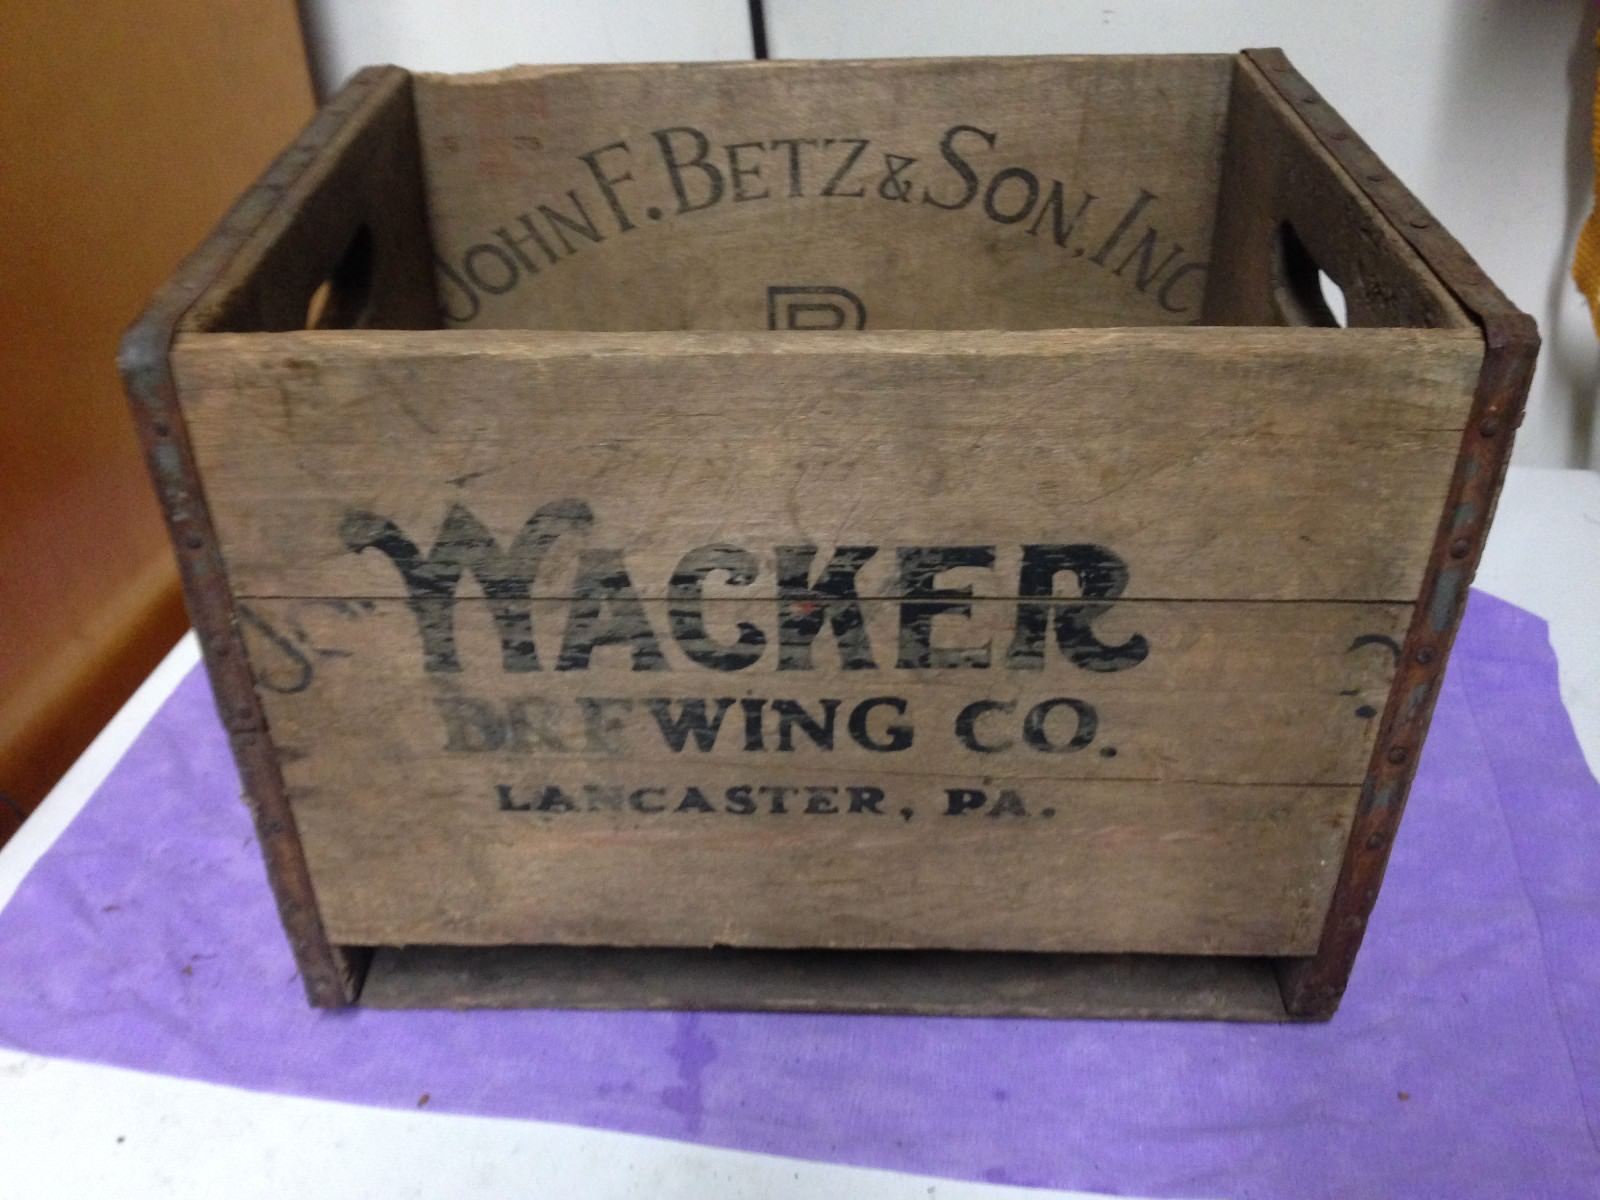 JOHN F. BETZ & SON, INC
B
WACKER
BREWING CO.
LANCASTER, PA.